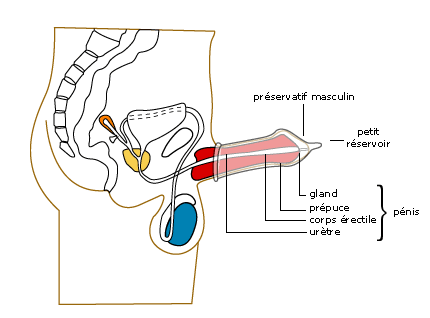 préservatif masculin
petit
réservoir
gland
prépuce
corps érectile
urètre
pénis